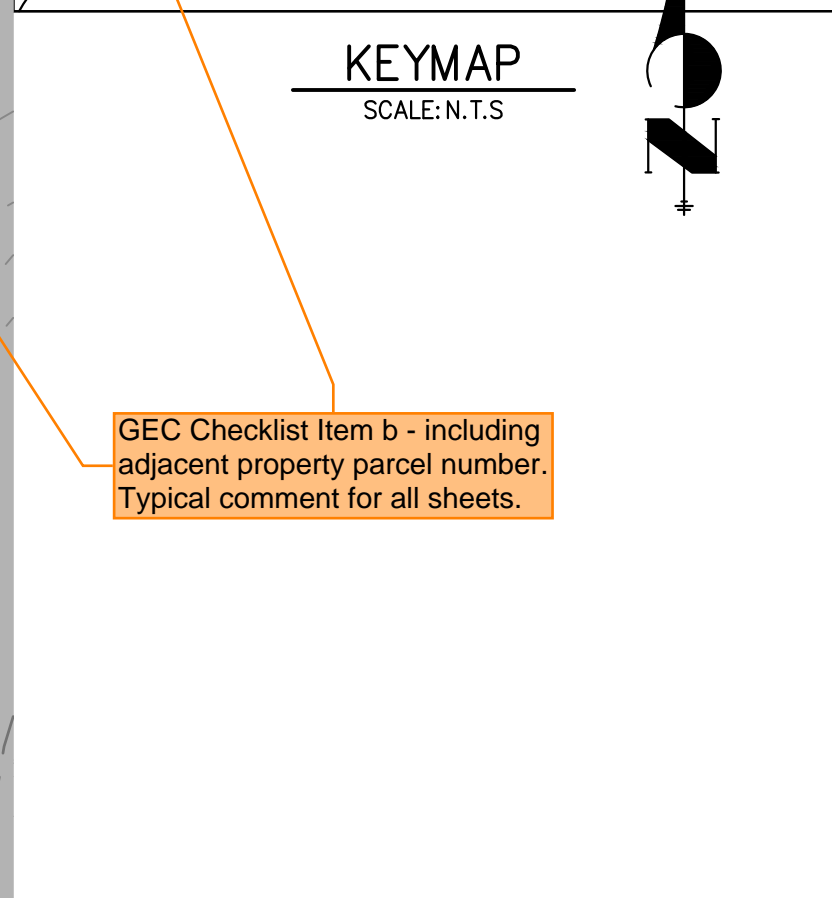 KEYMAP
SCALE: N.T.S
N
GEC Checklist Item b - including
adjacent property parcel number.
Typical comment for all sheets.